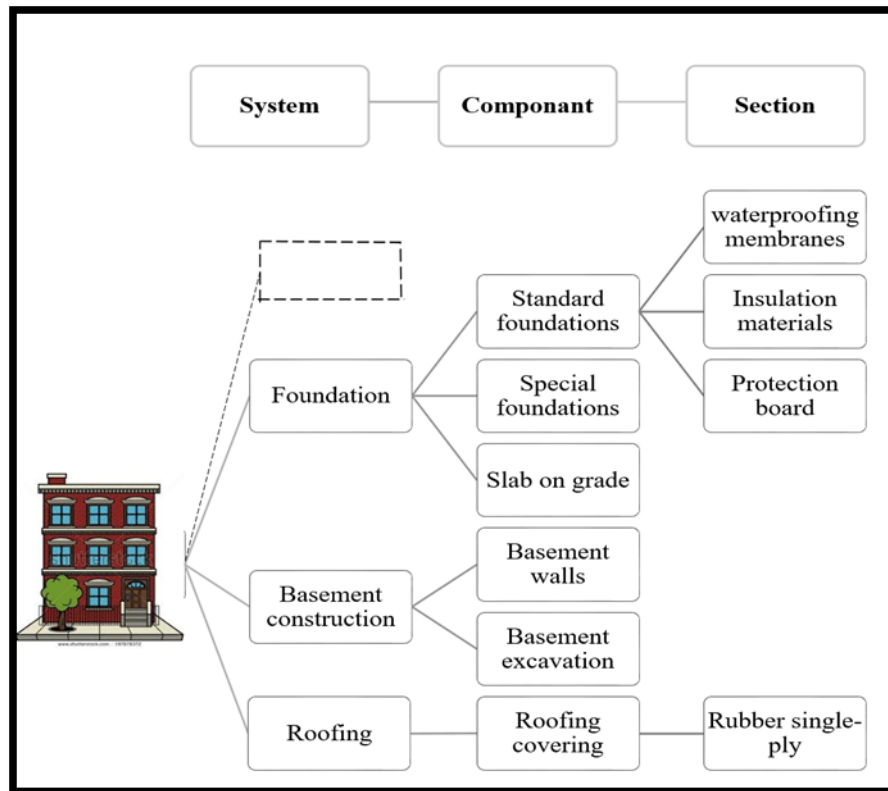 System
Componant
Section
waterproofing
membranes
Standard
foundations
Insulation
materials
Foundation
Special
foundations
Protection
board
Slab on grade
Basement
construction
Basement
walls
Basement
excavation
Roofing
Roofing
covering
Rubber single-
ply